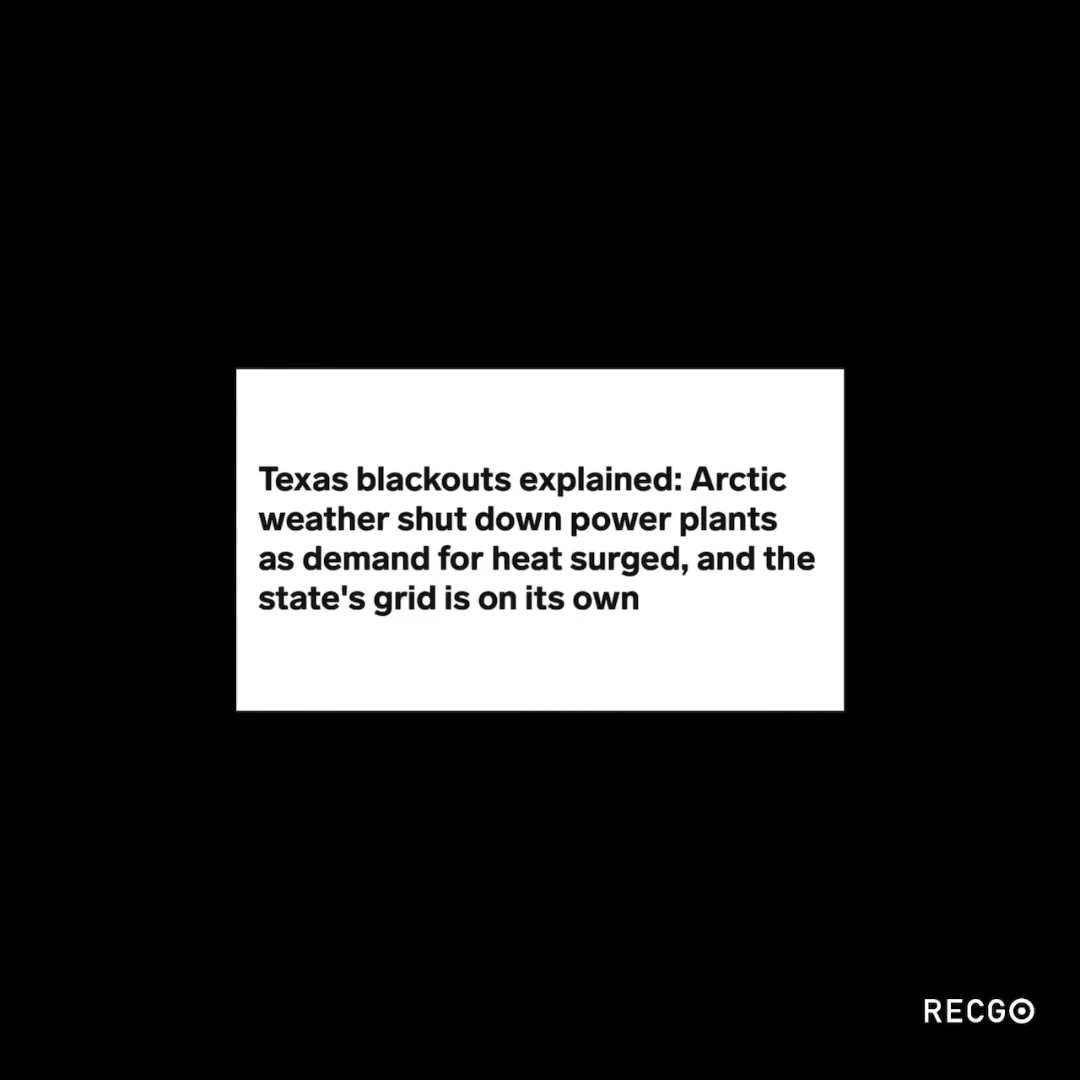 Texas blackouts explained: Arctic
weather shut down power plants
as demand for heat surged, and the
state's grid is on its own
RECGO